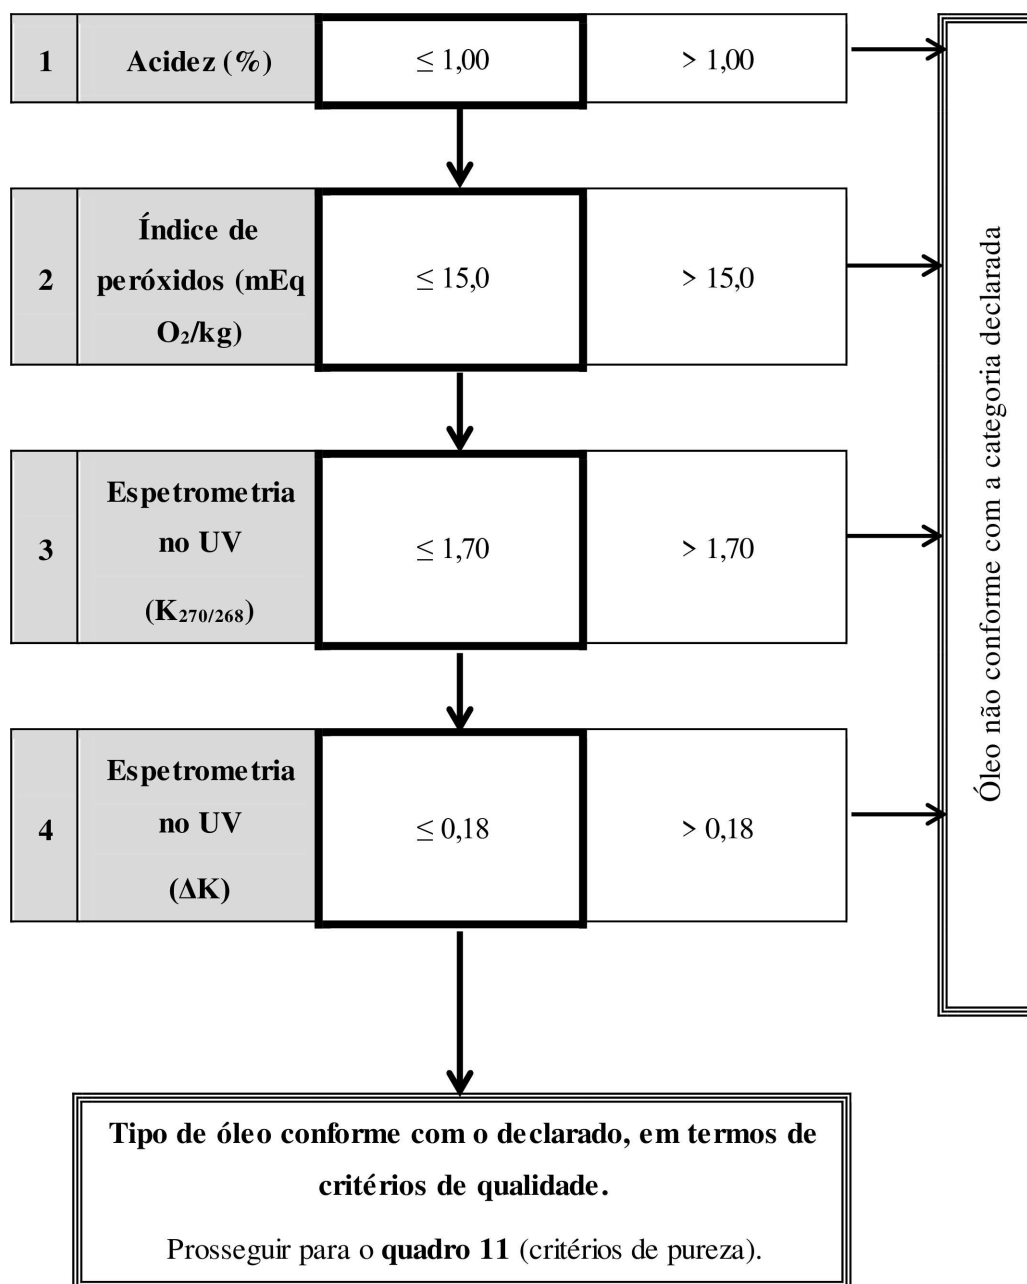 1 Acidez (%) ≤ 1,00 > 1,00
2 Índice de peróxidos (mEq O₂/kg) ≤ 15,0 > 15,0
3 Espetrometria no UV (K₂₇₀/₂₆₈) ≤ 1,70 > 1,70
4 Espetrometria no UV (ΔK) ≤ 0,18 > 0,18
Óleo não conforme com a categoria declarada
Tipo de óleo conforme com o declarado, em termos de
critérios de qualidade.
Prosseguir para o quadro 11 (critérios de pureza).